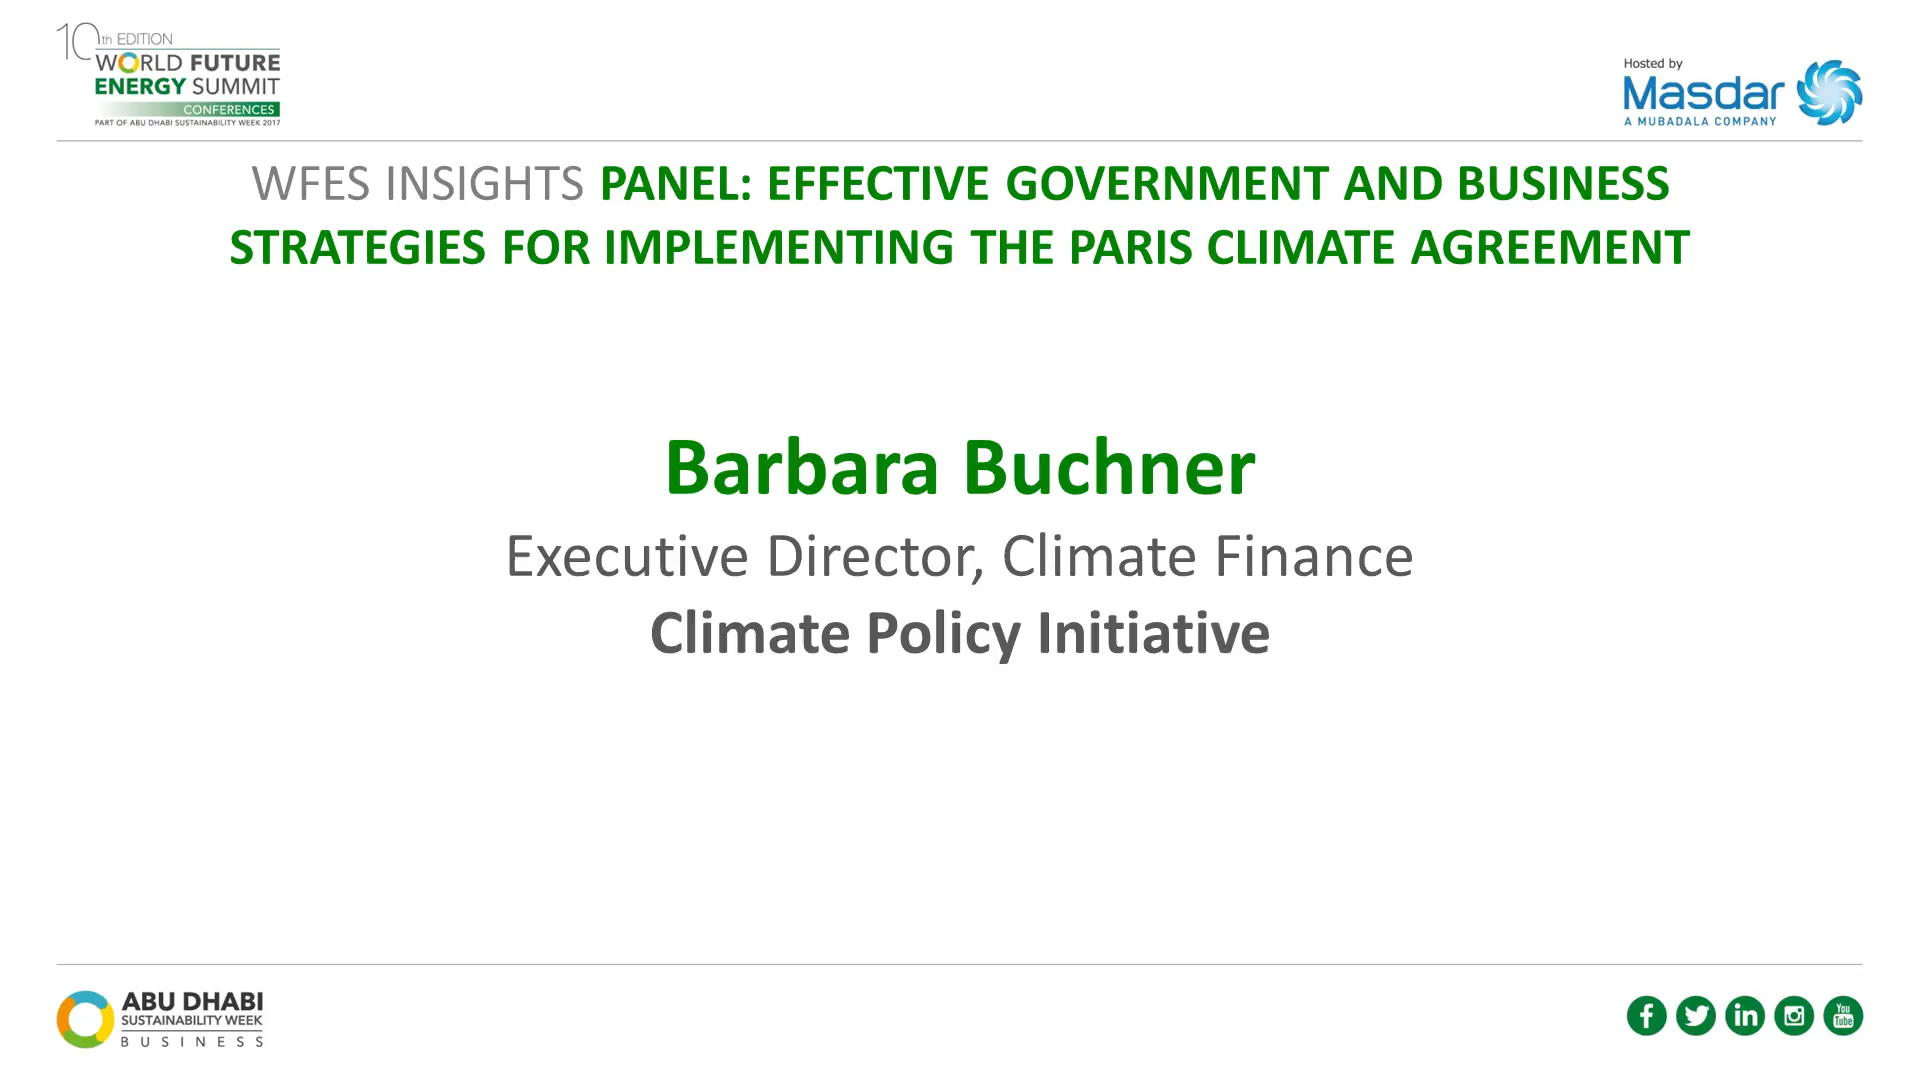 10th EDITION
WORLD FUTURE
ENERGY SUMMIT
CONFERENCES
PART OF ABU DHABI SUSTAINABILITY WEEK 2017
Hosted by
Masdar
A MUBADALA COMPANY
WFES INSIGHTS PANEL: EFFECTIVE GOVERNMENT AND BUSINESS
STRATEGIES FOR IMPLEMENTING THE PARIS CLIMATE AGREEMENT
Barbara Buchner
Executive Director, Climate Finance
Climate Policy Initiative
ABU DHABI
SUSTAINABILITY WEEK
BUSINESS
You
Tube